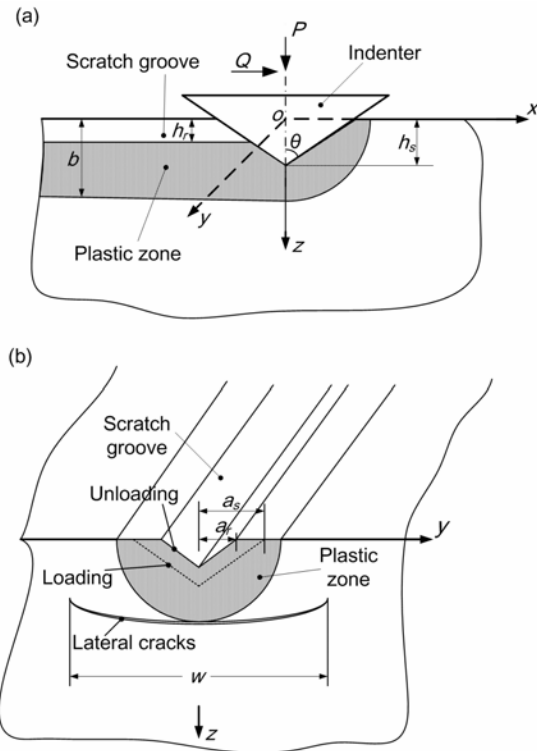 (a)
P
Q
Indenter
Scratch groove
o
x
h_r
θ
h_s
b
y
Plastic zone
z
(b)
Scratch
groove
Unloading
a_s
a_r
y
Plastic
zone
Loading
Lateral cracks
w
z